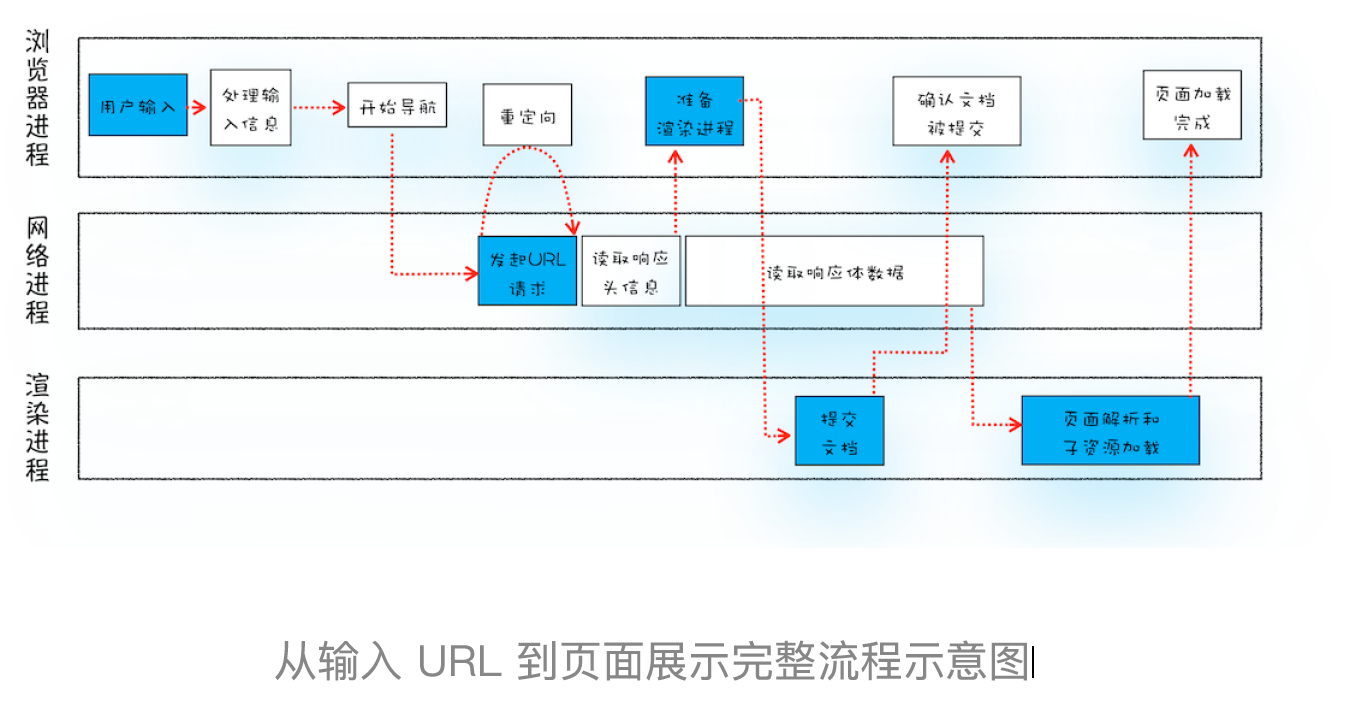 浏览器进程
用户输入
处理输
入信息
开始导航
重定向
准备
渲染进程
确认文档
被提交
页面加载
完成
网络进程
发起URL
请求
读取响应
头信息
读取响应体数据
渲染进程
提交
文档
页面解析和
子资源加载
从输入 URL 到页面展示完整流程示意图